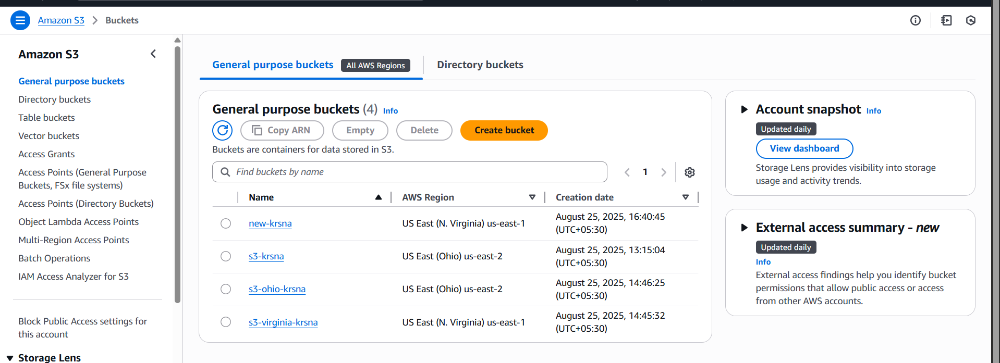 Amazon S3 > Buckets
Amazon S3
General purpose buckets
Directory buckets
Table buckets
Vector buckets
Access Grants
Access Points (General Purpose
Buckets, FSx file systems)
Access Points (Directory Buckets)
Object Lambda Access Points
Multi-Region Access Points
Batch Operations
IAM Access Analyzer for S3
Block Public Access settings for
this account
Storage Lens
General purpose buckets All AWS Regions Directory buckets
General purpose buckets (4) Info
Copy ARN Empty Delete Create bucket
Buckets are containers for data stored in S3.
Find buckets by name 1
Name AWS Region Creation date
new-krsna US East (N. Virginia) us-east-1 August 25, 2025, 16:40:45
(UTC+05:30)
s3-krsna US East (Ohio) us-east-2 August 25, 2025, 13:15:04
(UTC+05:30)
s3-ohio-krsna US East (Ohio) us-east-2 August 25, 2025, 14:46:25
(UTC+05:30)
s3-virginia-krsna US East (N. Virginia) us-east-1 August 25, 2025, 14:45:32
(UTC+05:30)
Account snapshot Info
Updated daily
View dashboard
Storage Lens provides visibility into storage
usage and activity trends.
External access summary - new
Updated daily
Info
External access findings help you identify bucket
permissions that allow public access or access
from other AWS accounts.